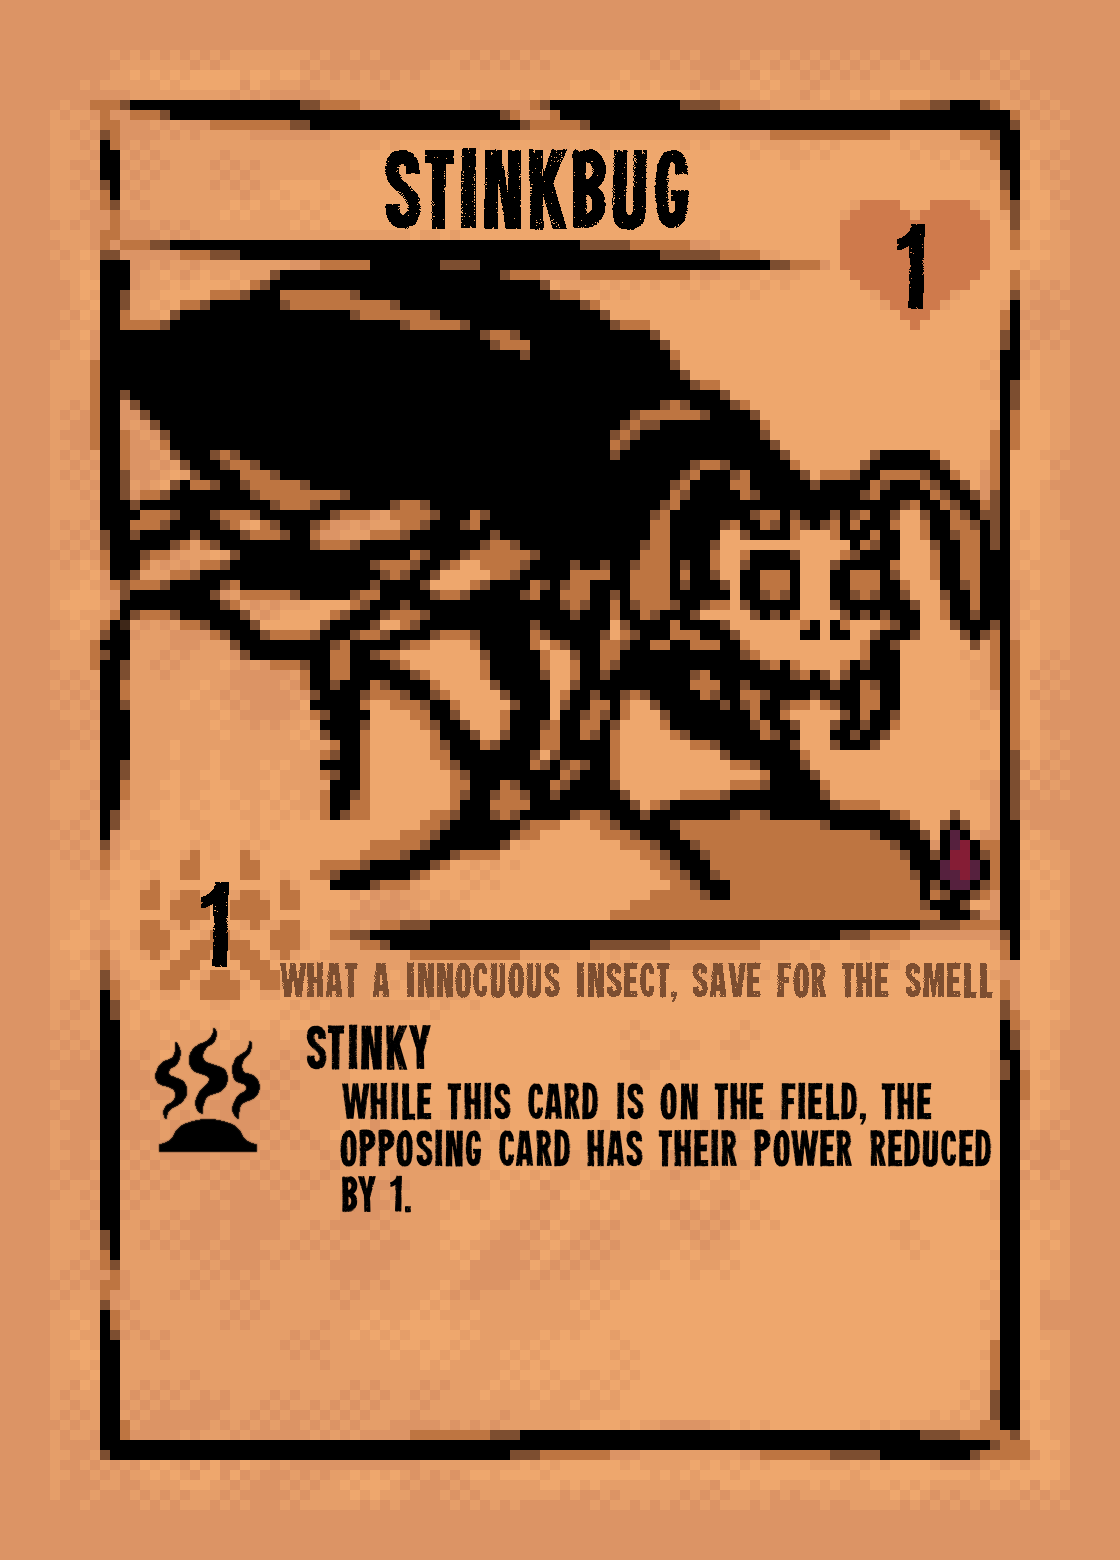 STINKBUG
1
1
WHAT A INNOCUOUS INSECT, SAVE FOR THE SMELL
STINKY
WHILE THIS CARD IS ON THE FIELD, THE
OPPOSING CARD HAS THEIR POWER REDUCED
BY 1.